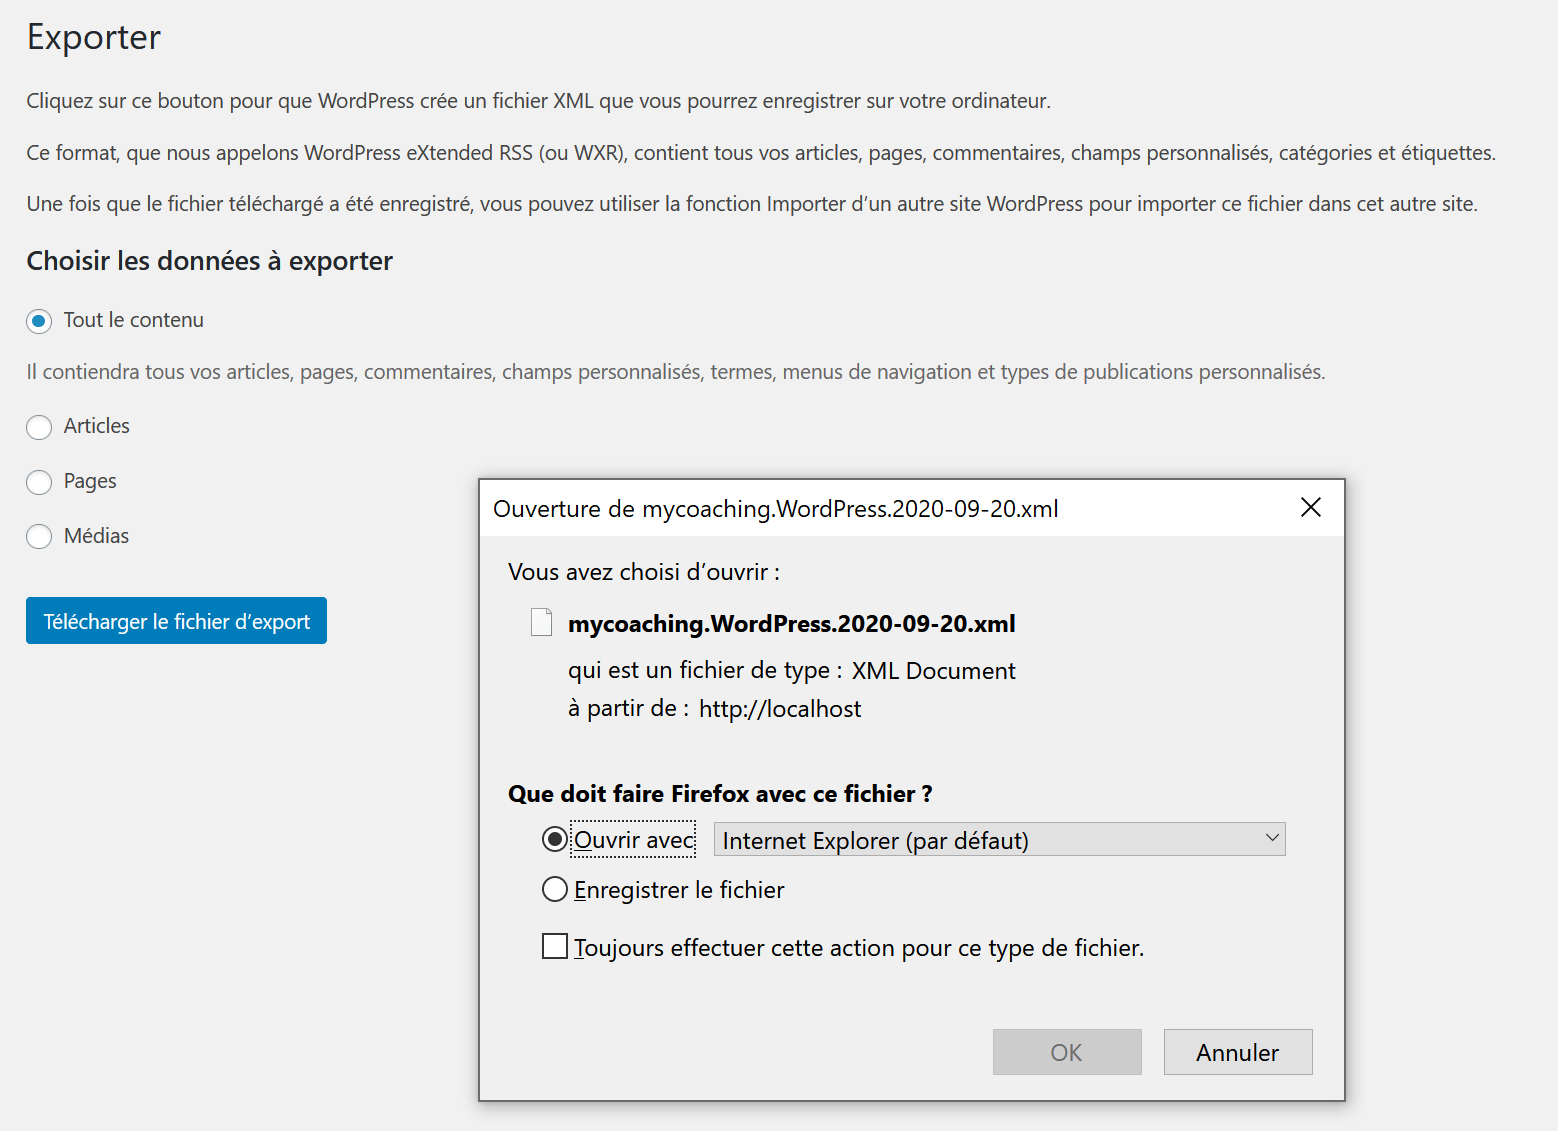 Exporter
Cliquez sur ce bouton pour que WordPress crée un fichier XML que vous pourrez enregistrer sur votre ordinateur.
Ce format, que nous appelons WordPress eXtended RSS (ou WXR), contient tous vos articles, pages, commentaires, champs personnalisés, catégories et étiquettes.
Une fois que le fichier téléchargé a été enregistré, vous pouvez utiliser la fonction Importer d’un autre site WordPress pour importer ce fichier dans cet autre site.
Choisir les données à exporter
Tout le contenu
Il contiendra tous vos articles, pages, commentaires, champs personnalisés, termes, menus de navigation et types de publications personnalisés.
Articles
Pages
Médias
Télécharger le fichier d’export
Ouverture de mycoaching.WordPress.2020-09-20.xml
Vous avez choisi d’ouvrir :
mycoaching.WordPress.2020-09-20.xml
qui est un fichier de type : XML Document
à partir de : http://localhost
Que doit faire Firefox avec ce fichier ?
Ouvrir avec Internet Explorer (par défaut)
Enregistrer le fichier
Toujours effectuer cette action pour ce type de fichier.
OK Annuler